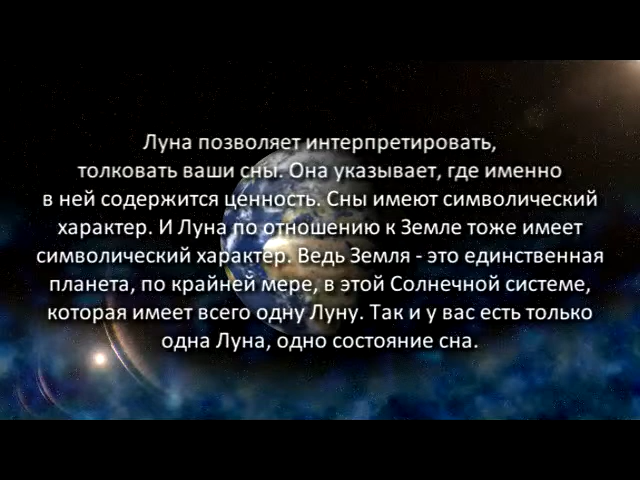 Луна позволяет интерпретировать,
толковать ваши сны. Она указывает, где именно
в ней содержится ценность. Сны имеют символический
характер. И Луна по отношению к Земле тоже имеет
символический характер. Ведь Земля - это единственная
планета, по крайней мере, в этой Солнечной системе,
которая имеет всего одну Луну. Так и у вас есть только
одна Луна, одно состояние сна.